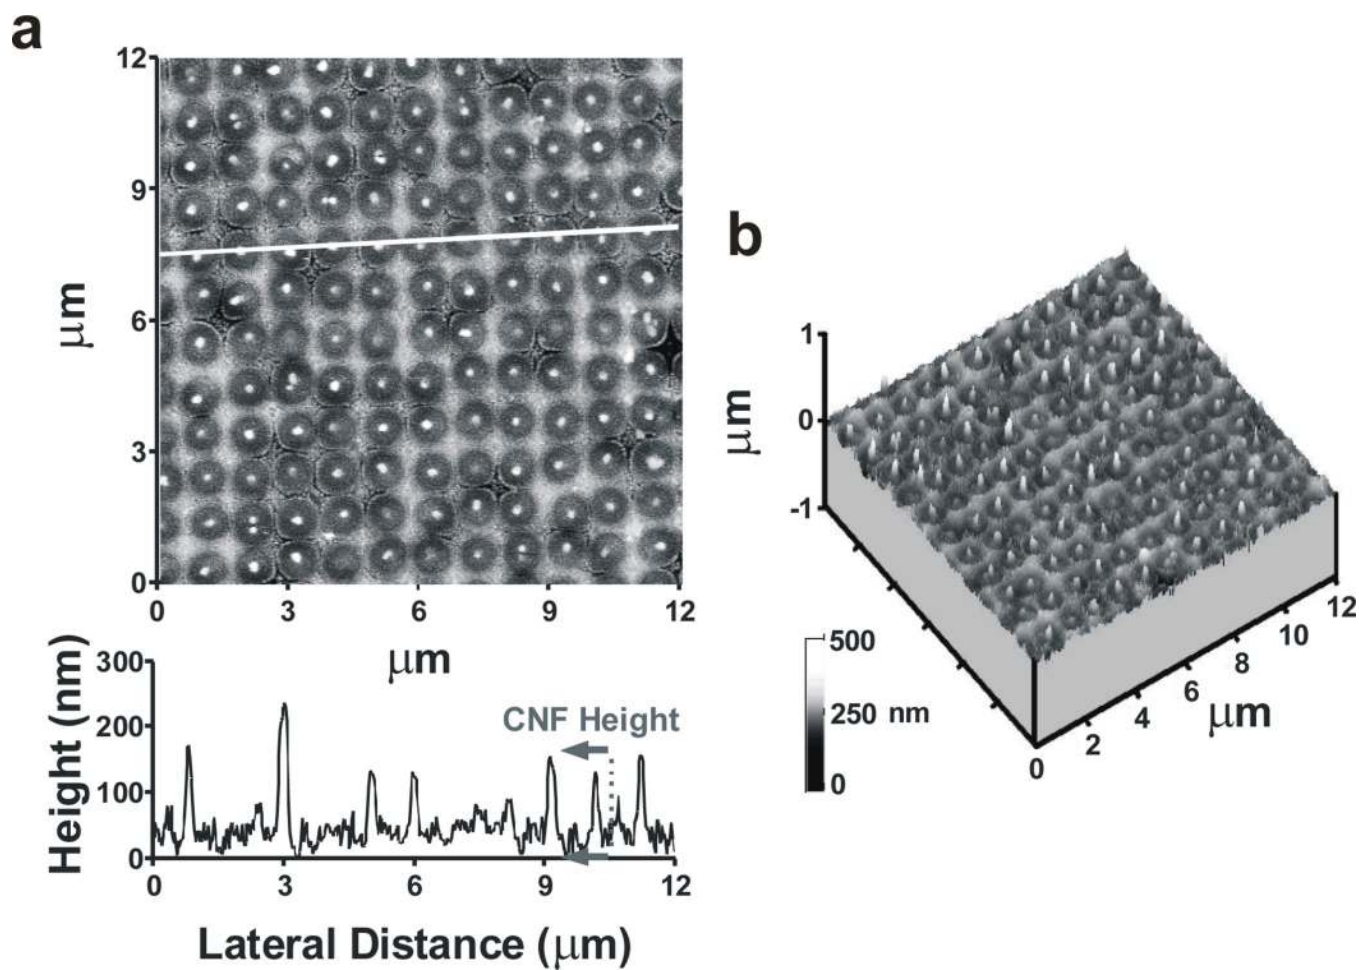 a
12
9
6
3
0
μm
0 3 6 9 12
μm
Height (nm)
300
200
100
0
CNF Height
0 3 6 9 12
Lateral Distance (μm)
b
1
0
-1
μm
500
250 nm
0
0 2 4 6 8 10 12
μm